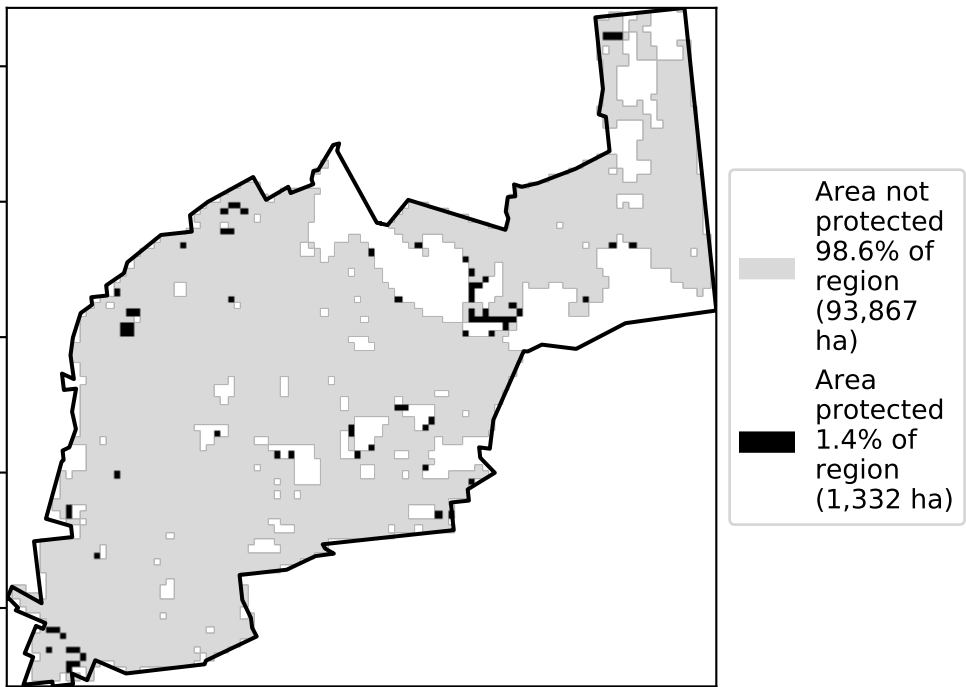 Area not
protected
98.6% of
region
(93,867
ha)
Area
protected
1.4% of
region
(1,332 ha)